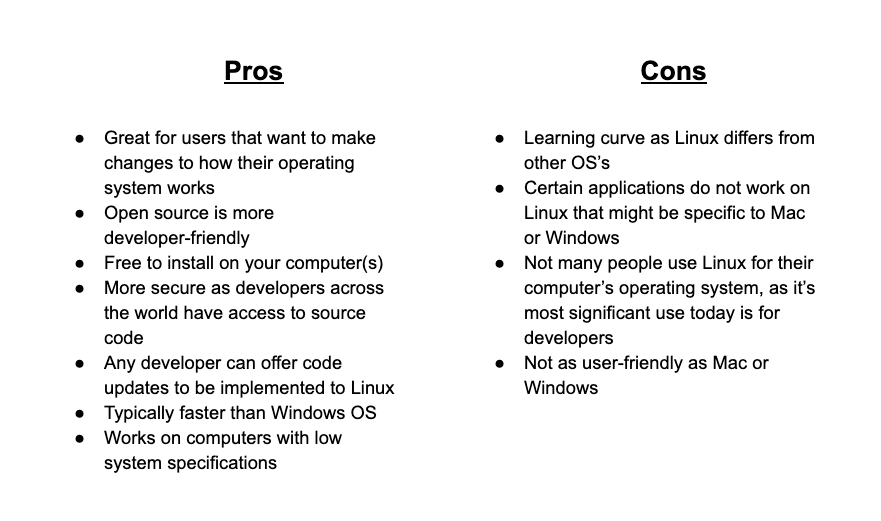 Pros
● Great for users that want to make
changes to how their operating
system works
● Open source is more
developer-friendly
● Free to install on your computer(s)
● More secure as developers across
the world have access to source
code
● Any developer can offer code
updates to be implemented to Linux
● Typically faster than Windows OS
● Works on computers with low
system specifications
Cons
● Learning curve as Linux differs from
other OS’s
● Certain applications do not work on
Linux that might be specific to Mac
or Windows
● Not many people use Linux for their
computer’s operating system, as it’s
most significant use today is for
developers
● Not as user-friendly as Mac or
Windows